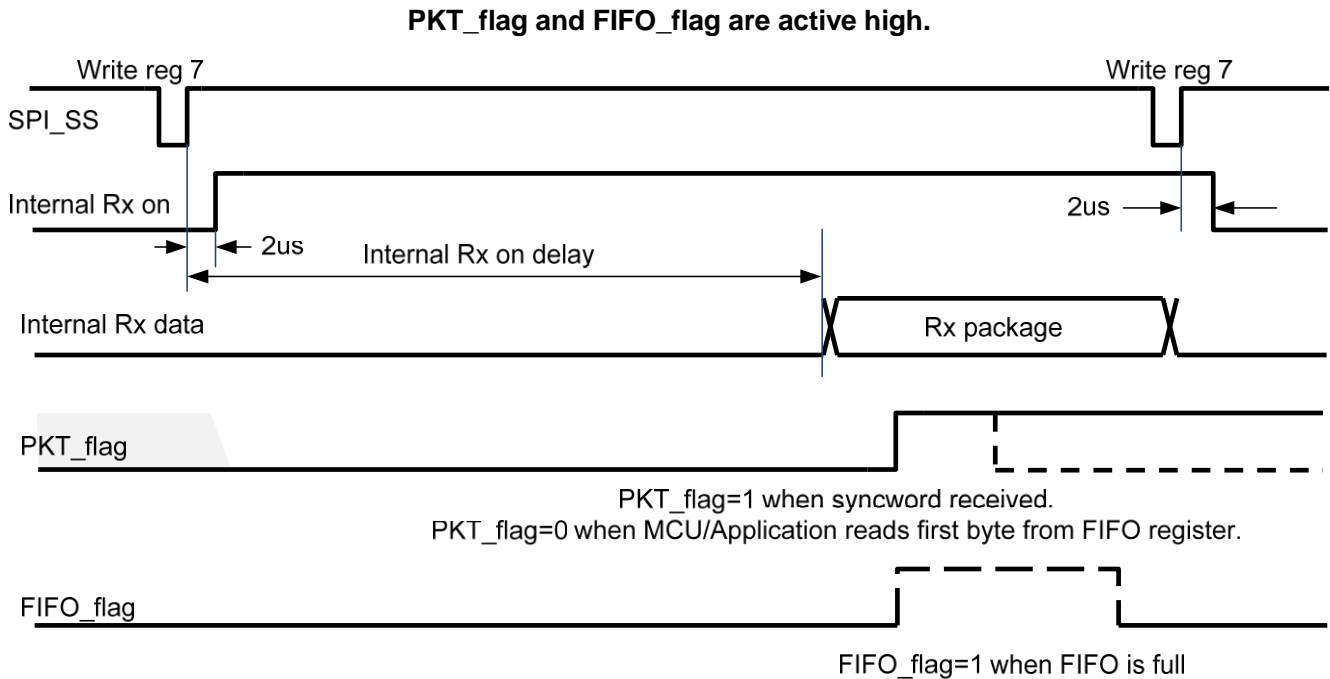 PKT_flag and FIFO_flag are active high.
Write reg 7
Write reg 7
SPI_SS
Internal Rx on
2us
2us
Internal Rx on delay
Internal Rx data
Rx package
PKT_flag
PKT_flag=1 when syncword received.
PKT_flag=0 when MCU/Application reads first byte from FIFO register.
FIFO_flag
FIFO_flag=1 when FIFO is full